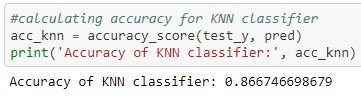 #calculating accuracy for KNN classifier
acc_knn = accuracy_score(test_y, pred)
print('Accuracy of KNN classifier:', acc_knn)
Accuracy of KNN classifier: 0.866746698679